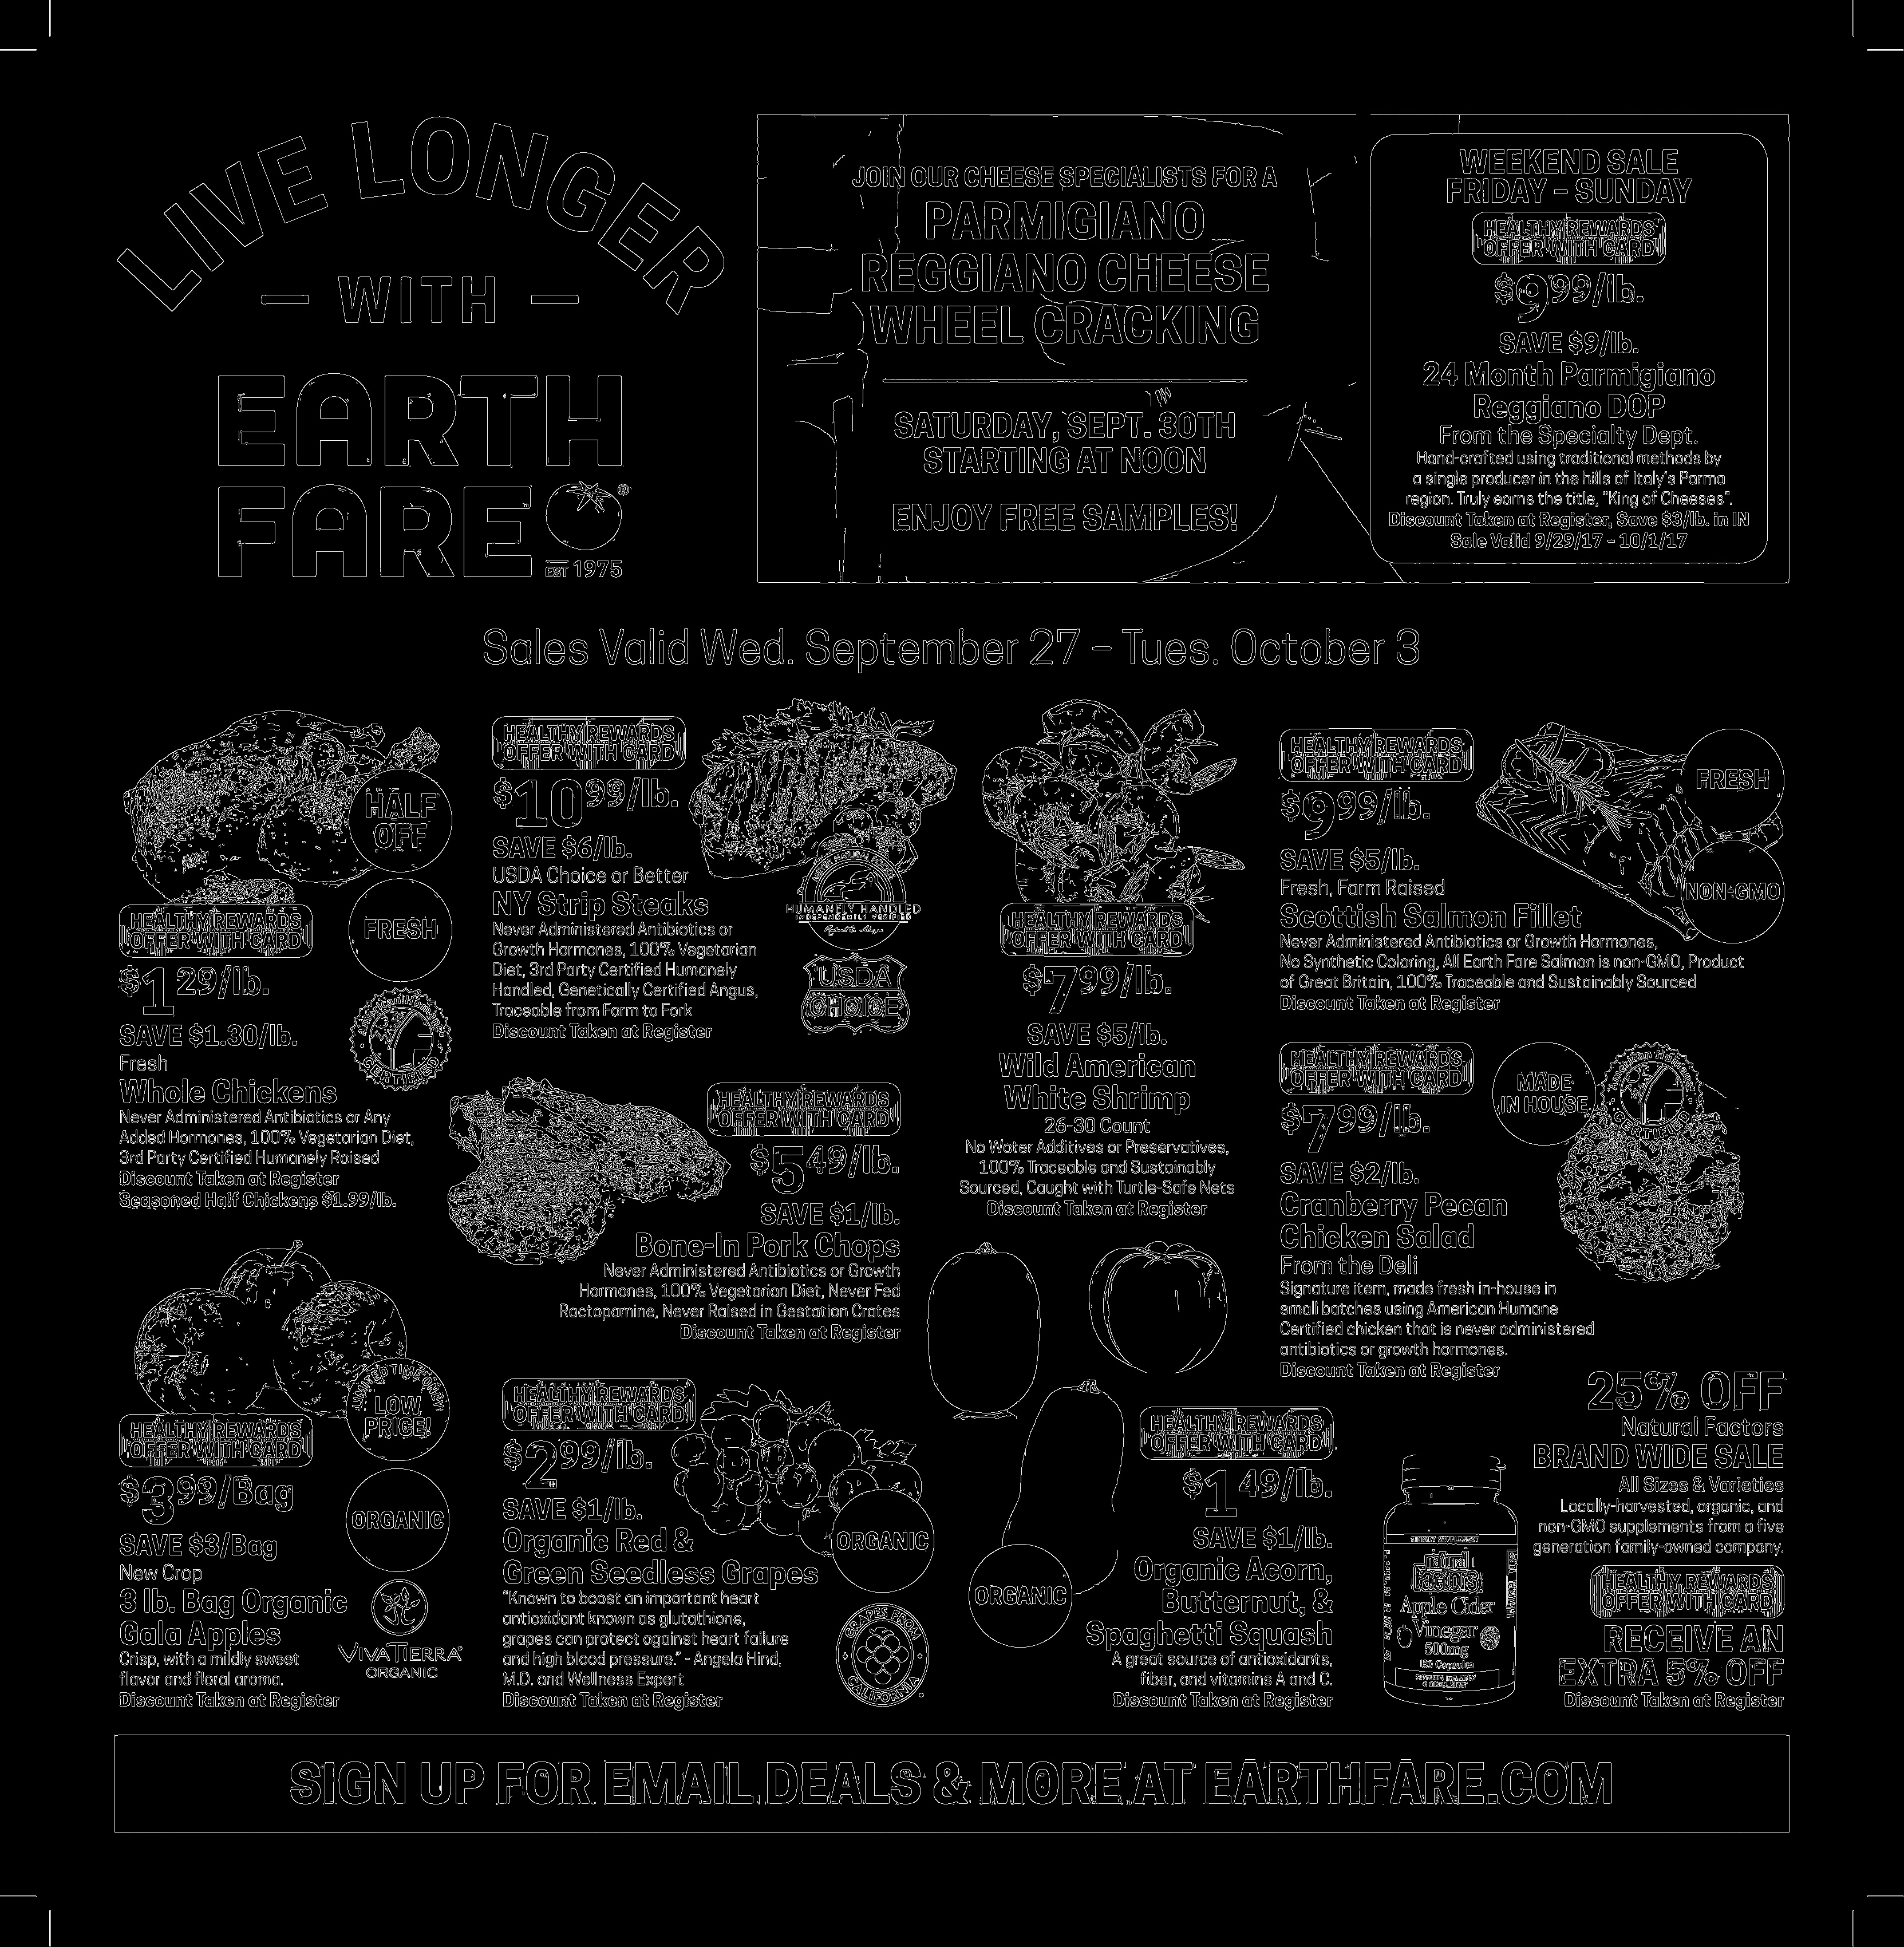 LIVE LONGER
WITH
EARTH
FARE®
EST 1975
JOIN OUR CHEESE SPECIALISTS FOR A
PARMIGIANO
REGGIANO CHEESE
WHEEL CRACKING
SATURDAY, SEPT. 30TH
STARTING AT NOON
ENJOY FREE SAMPLES!
WEEKEND SALE
FRIDAY – SUNDAY
HEALTHY REWARDS
OFFER WITH CARD
$9 99/lb.
SAVE $9/lb.
24 Month Parmigiano
Reggiano DOP
From the Specialty Dept.
Hand-crafted using traditional methods by
a single producer in the hills of Italy's Parma
region. Truly earns the title, "King of Cheeses".
Discount Taken at Register, Save $3/lb. in IN
Sale Valid 9/29/17 – 10/1/17
Sales Valid Wed. September 27 – Tues. October 3
HALF
OFF
FRESH
CERTIFIED
HEALTHY REWARDS
OFFER WITH CARD
$1 29/lb.
SAVE $1.30/lb.
Fresh
Whole Chickens
Never Administered Antibiotics or Any
Added Hormones, 100% Vegetarian Diet,
3rd Party Certified Humanely Raised
Discount Taken at Register
Seasoned Half Chickens $1.99/lb.
HEALTHY REWARDS
OFFER WITH CARD
$10 99/lb.
SAVE $6/lb.
USDA Choice or Better
NY Strip Steaks
Never Administered Antibiotics or
Growth Hormones, 100% Vegetarian
Diet, 3rd Party Certified Humanely
Handled, Genetically Certified Angus,
Traceable from Farm to Fork
Discount Taken at Register
HUMANELY HANDLED
INDEPENDENTLY VERIFIED
USDA
CHOICE
HEALTHY REWARDS
OFFER WITH CARD
$5 49/lb.
SAVE $1/lb.
Bone-In Pork Chops
Never Administered Antibiotics or Growth
Hormones, 100% Vegetarian Diet, Never Fed
Ractopamine, Never Raised in Gestation Crates
Discount Taken at Register
HEALTHY REWARDS
OFFER WITH CARD
$7 99/lb.
SAVE $5/lb.
Wild American
White Shrimp
26-30 Count
No Water Additives or Preservatives,
100% Traceable and Sustainably
Sourced, Caught with Turtle-Safe Nets
Discount Taken at Register
HEALTHY REWARDS
OFFER WITH CARD
$9 99/lb.
SAVE $5/lb.
Fresh, Farm Raised
Scottish Salmon Fillet
Never Administered Antibiotics or Growth Hormones,
No Synthetic Coloring, All Earth Fare Salmon is non-GMO, Product
of Great Britain, 100% Traceable and Sustainably Sourced
Discount Taken at Register
FRESH
NON-GMO
HEALTHY REWARDS
OFFER WITH CARD
$7 99/lb.
SAVE $2/lb.
Cranberry Pecan
Chicken Salad
From the Deli
Signature item, made fresh in-house in
small batches using American Humane
Certified chicken that is never administered
antibiotics or growth hormones.
Discount Taken at Register
MADE
IN HOUSE
American Humane
CERTIFIED
LIMITED TIME ONLY!
LOW
PRICE!
ORGANIC
HEALTHY REWARDS
OFFER WITH CARD
$3 99/Bag
SAVE $3/Bag
New Crop
3 lb. Bag Organic
Gala Apples
Crisp, with a mildly sweet
flavor and floral aroma.
Discount Taken at Register
VIVATIERRA®
ORGANIC
HEALTHY REWARDS
OFFER WITH CARD
$2 99/lb.
SAVE $1/lb.
Organic Red &
Green Seedless Grapes
"Known to boost an important heart
antioxidant known as glutathione,
grapes can protect against heart failure
and high blood pressure." - Angela Hind,
M.D. and Wellness Expert
Discount Taken at Register
ORGANIC
GRAPES FROM
CALIFORNIA
ORGANIC
HEALTHY REWARDS
OFFER WITH CARD
$1 49/lb.
SAVE $1/lb.
Organic Acorn,
Butternut, &
Spaghetti Squash
A great source of antioxidants,
fiber, and vitamins A and C.
Discount Taken at Register
natural
factors
Apple Cider
Vinegar
500mg
180 Capsules
25% OFF
Natural Factors
BRAND WIDE SALE
All Sizes & Varieties
Locally-harvested, organic, and
non-GMO supplements from a five
generation family-owned company.
HEALTHY REWARDS
OFFER WITH CARD
RECEIVE AN
EXTRA 5% OFF
Discount Taken at Register
SIGN UP FOR EMAIL DEALS & MORE AT EARTHFARE.COM